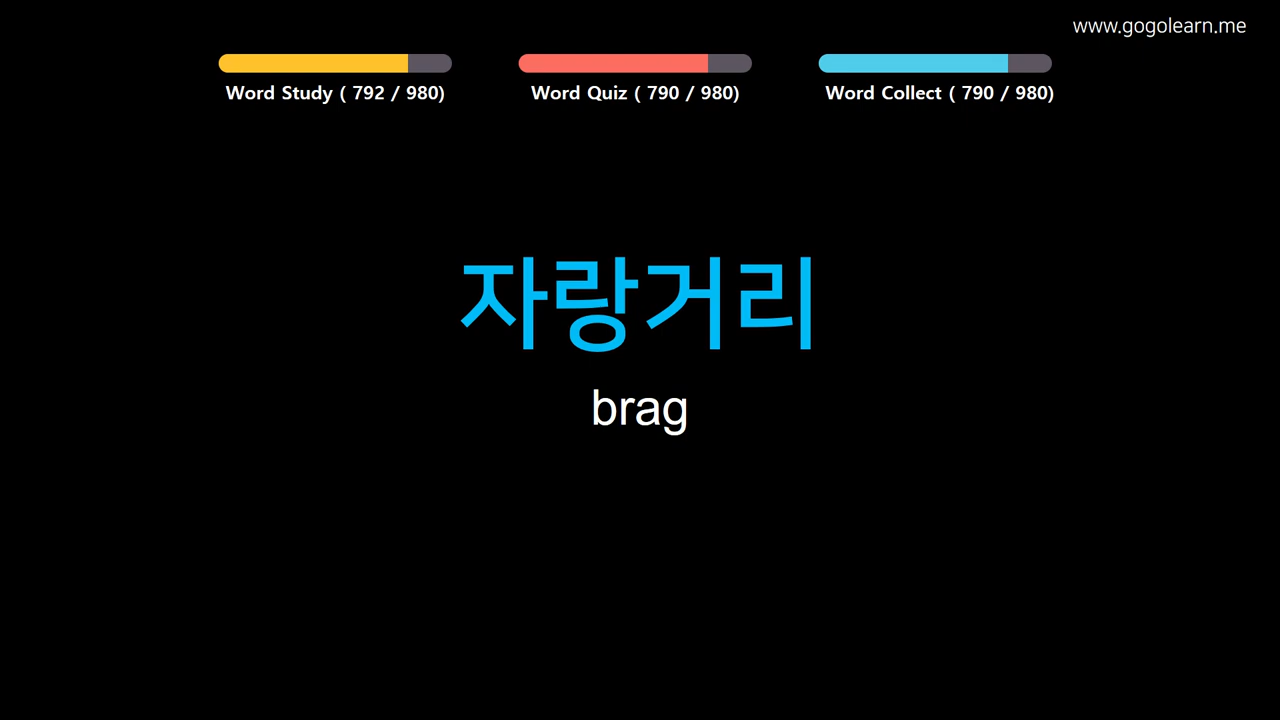 www.gogolearn.me
Word Study ( 792 / 980)
Word Quiz ( 790 / 980)
Word Collect ( 790 / 980)
자랑거리
brag